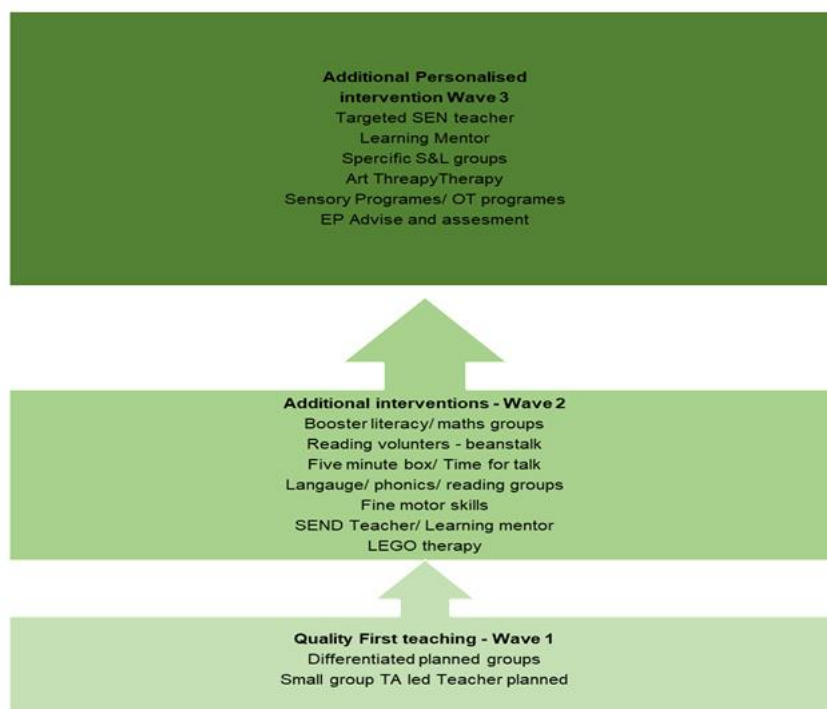 Additional Personalised
intervention Wave 3
Targeted SEN teacher
Learning Mentor
Spercific S&L groups
Art ThreapyTherapy
Sensory Programes/ OT programes
EP Advise and assesment
Additional interventions - Wave 2
Booster literacy/ maths groups
Reading volunters - beanstalk
Five minute box/ Time for talk
Langauge/ phonics/ reading groups
Fine motor skills
SEND Teacher/ Learning mentor
LEGO therapy
Quality First teaching - Wave 1
Differentiated planned groups
Small group TA led Teacher planned